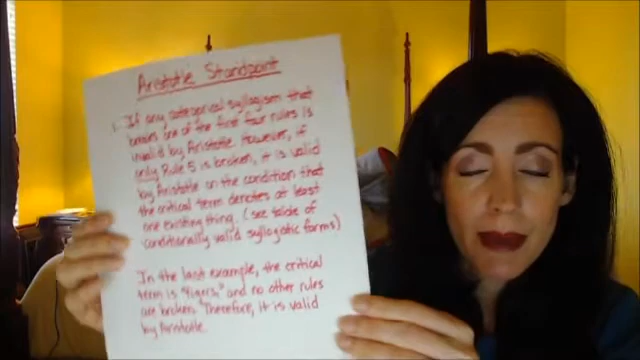 Aristotle Standpoint
1. If any categorical syllogism that
breaks one of the first four rules is
invalid by Aristotle. However, if
only Rule 5 is broken, it is valid
by Aristotle on the condition that
the critical term denotes at least
one existing thing. (see table of
conditionally valid syllogistic forms)
In the last example, the critical
term is "tigers," and no other rules
are broken. Therefore, it is valid
by Aristotle.